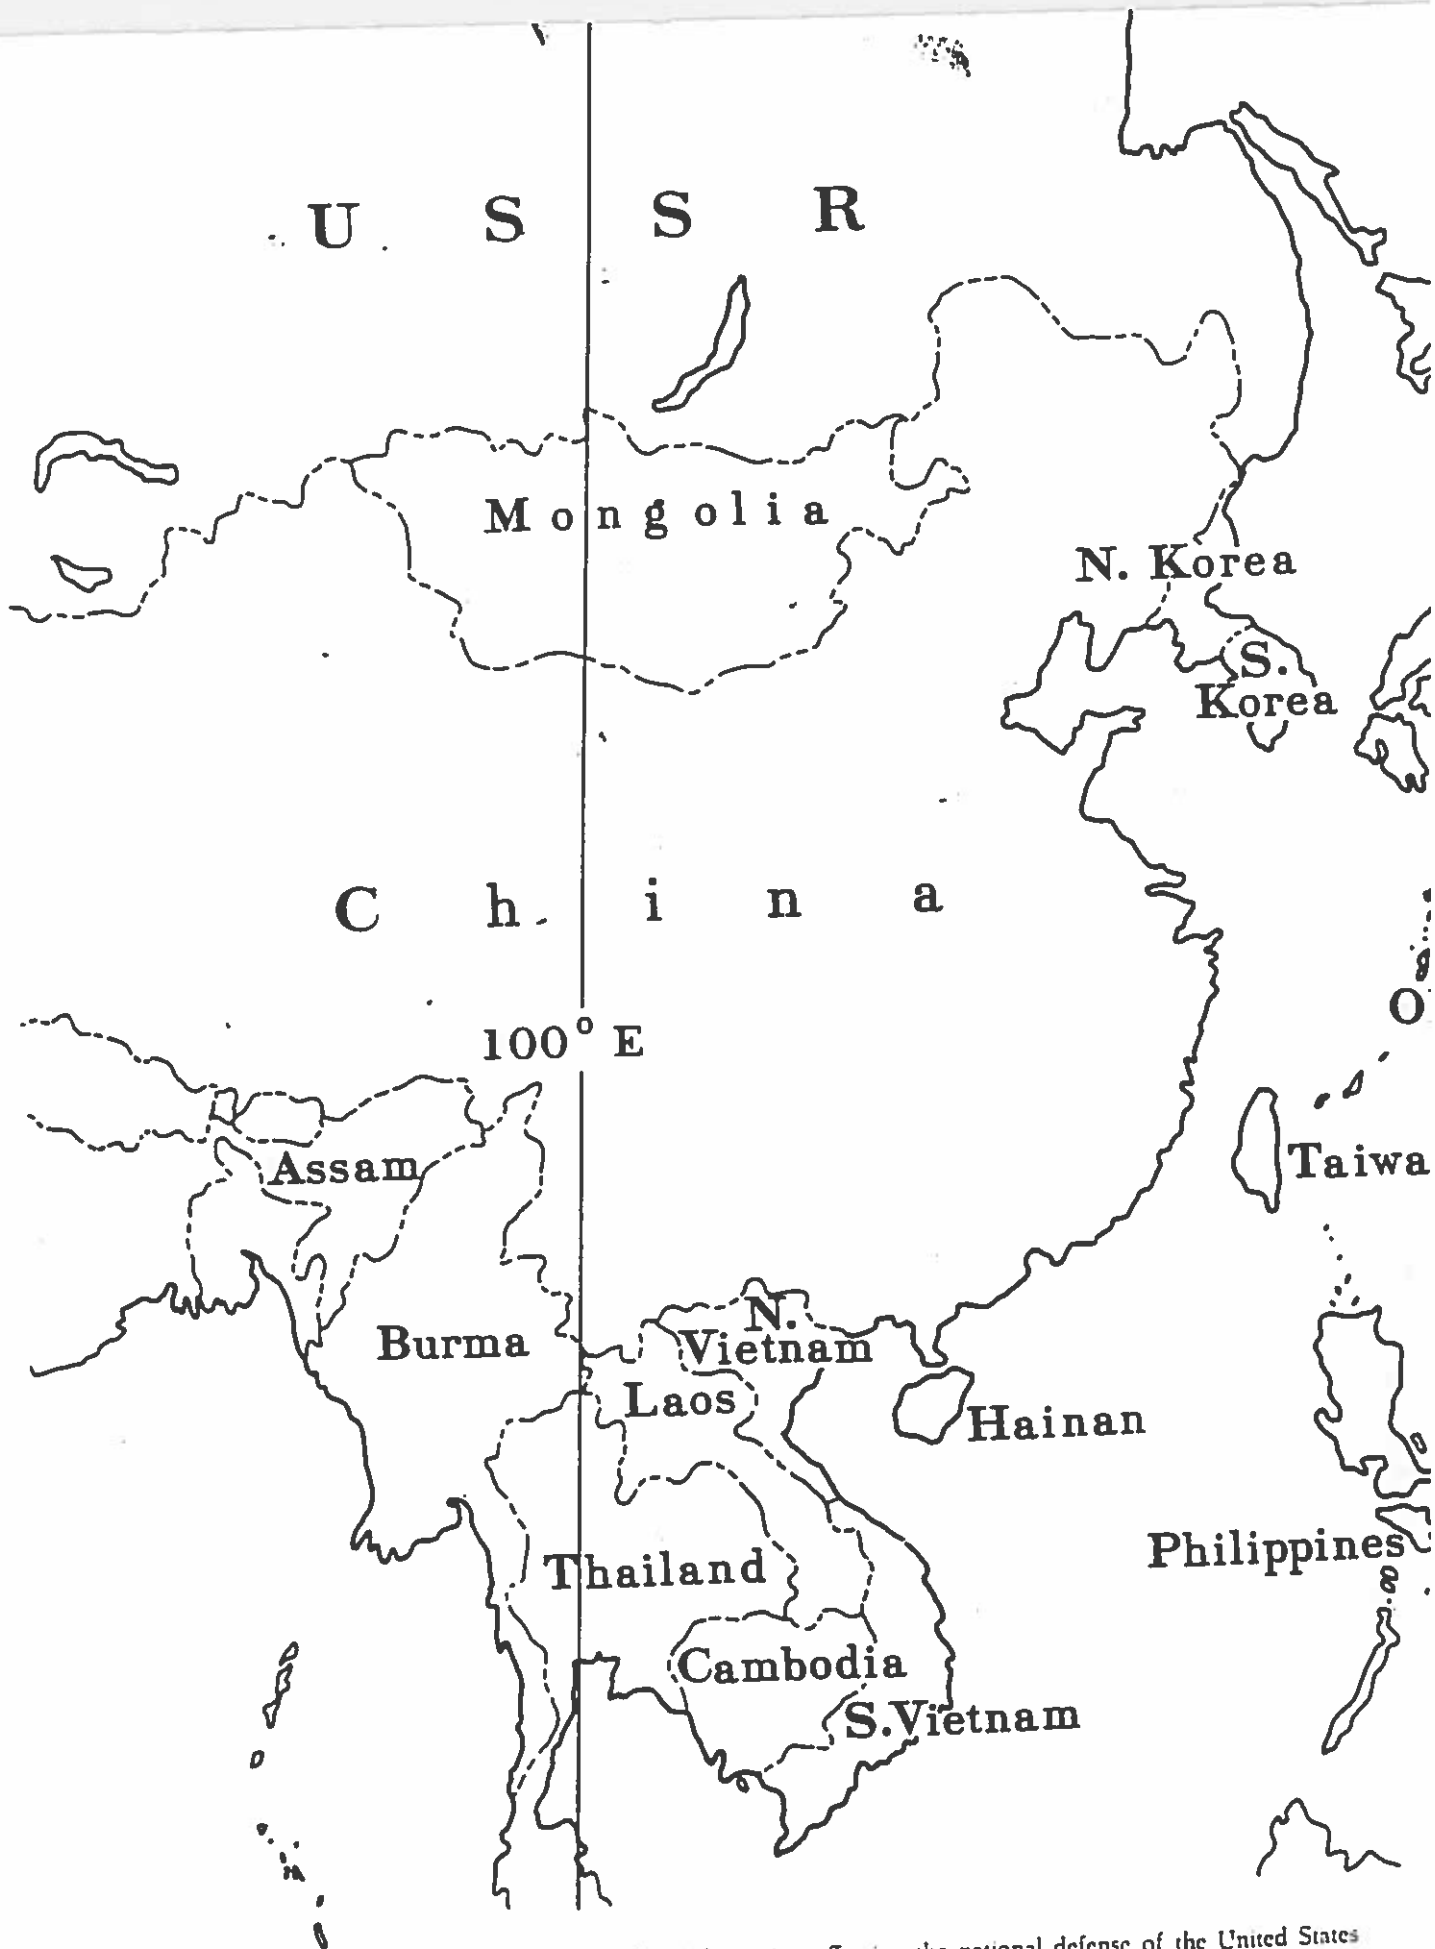 U S S R
Mongolia
N. Korea
S.
Korea
China
100° E
Taiwa
Assam
N.
Vietnam
Burma
Laos
Hainan
Philippines
Thailand
Cambodia
S.Vietnam
the national defense of the United States